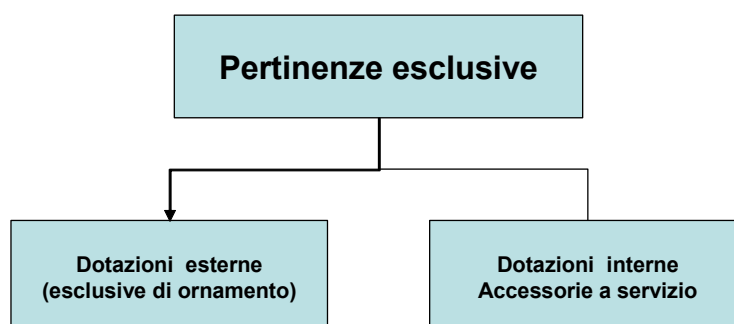 Pertinenze esclusive
Dotazioni esterne
(esclusive di ornamento)
Dotazioni interne
Accessorie a servizio